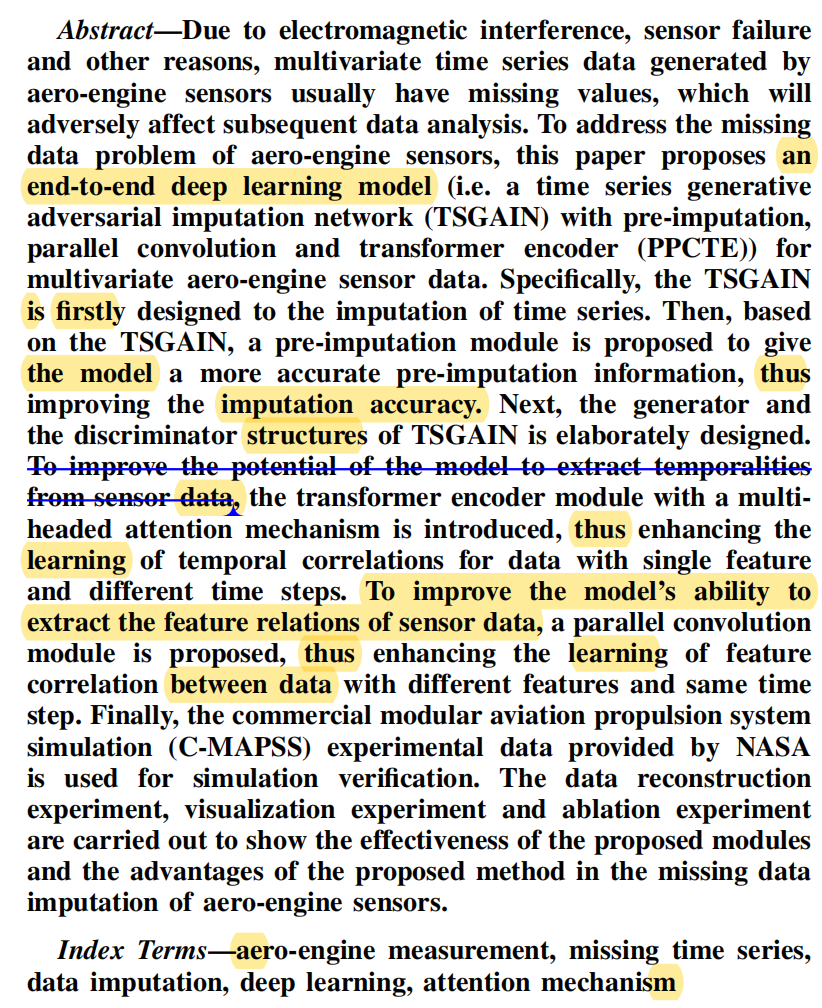 Abstract—Due to electromagnetic interference, sensor failure
and other reasons, multivariate time series data generated by
aero-engine sensors usually have missing values, which will
adversely affect subsequent data analysis. To address the missing
data problem of aero-engine sensors, this paper proposes an
end-to-end deep learning model (i.e. a time series generative
adversarial imputation network (TSGAIN) with pre-imputation,
parallel convolution and transformer encoder (PPCTE)) for
multivariate aero-engine sensor data. Specifically, the TSGAIN
is firstly designed to the imputation of time series. Then, based
on the TSGAIN, a pre-imputation module is proposed to give
the model a more accurate pre-imputation information, thus
improving the imputation accuracy. Next, the generator and
the discriminator structures of TSGAIN is elaborately designed.
To improve the potential of the model to extract temporalities
from sensor data, the transformer encoder module with a multi-
headed attention mechanism is introduced, thus enhancing the
learning of temporal correlations for data with single feature
and different time steps. To improve the model's ability to
extract the feature relations of sensor data, a parallel convolution
module is proposed, thus enhancing the learning of feature
correlation between data with different features and same time
step. Finally, the commercial modular aviation propulsion system
simulation (C-MAPSS) experimental data provided by NASA
is used for simulation verification. The data reconstruction
experiment, visualization experiment and ablation experiment
are carried out to show the effectiveness of the proposed modules
and the advantages of the proposed method in the missing data
imputation of aero-engine sensors.
Index Terms—aero-engine measurement, missing time series,
data imputation, deep learning, attention mechanism